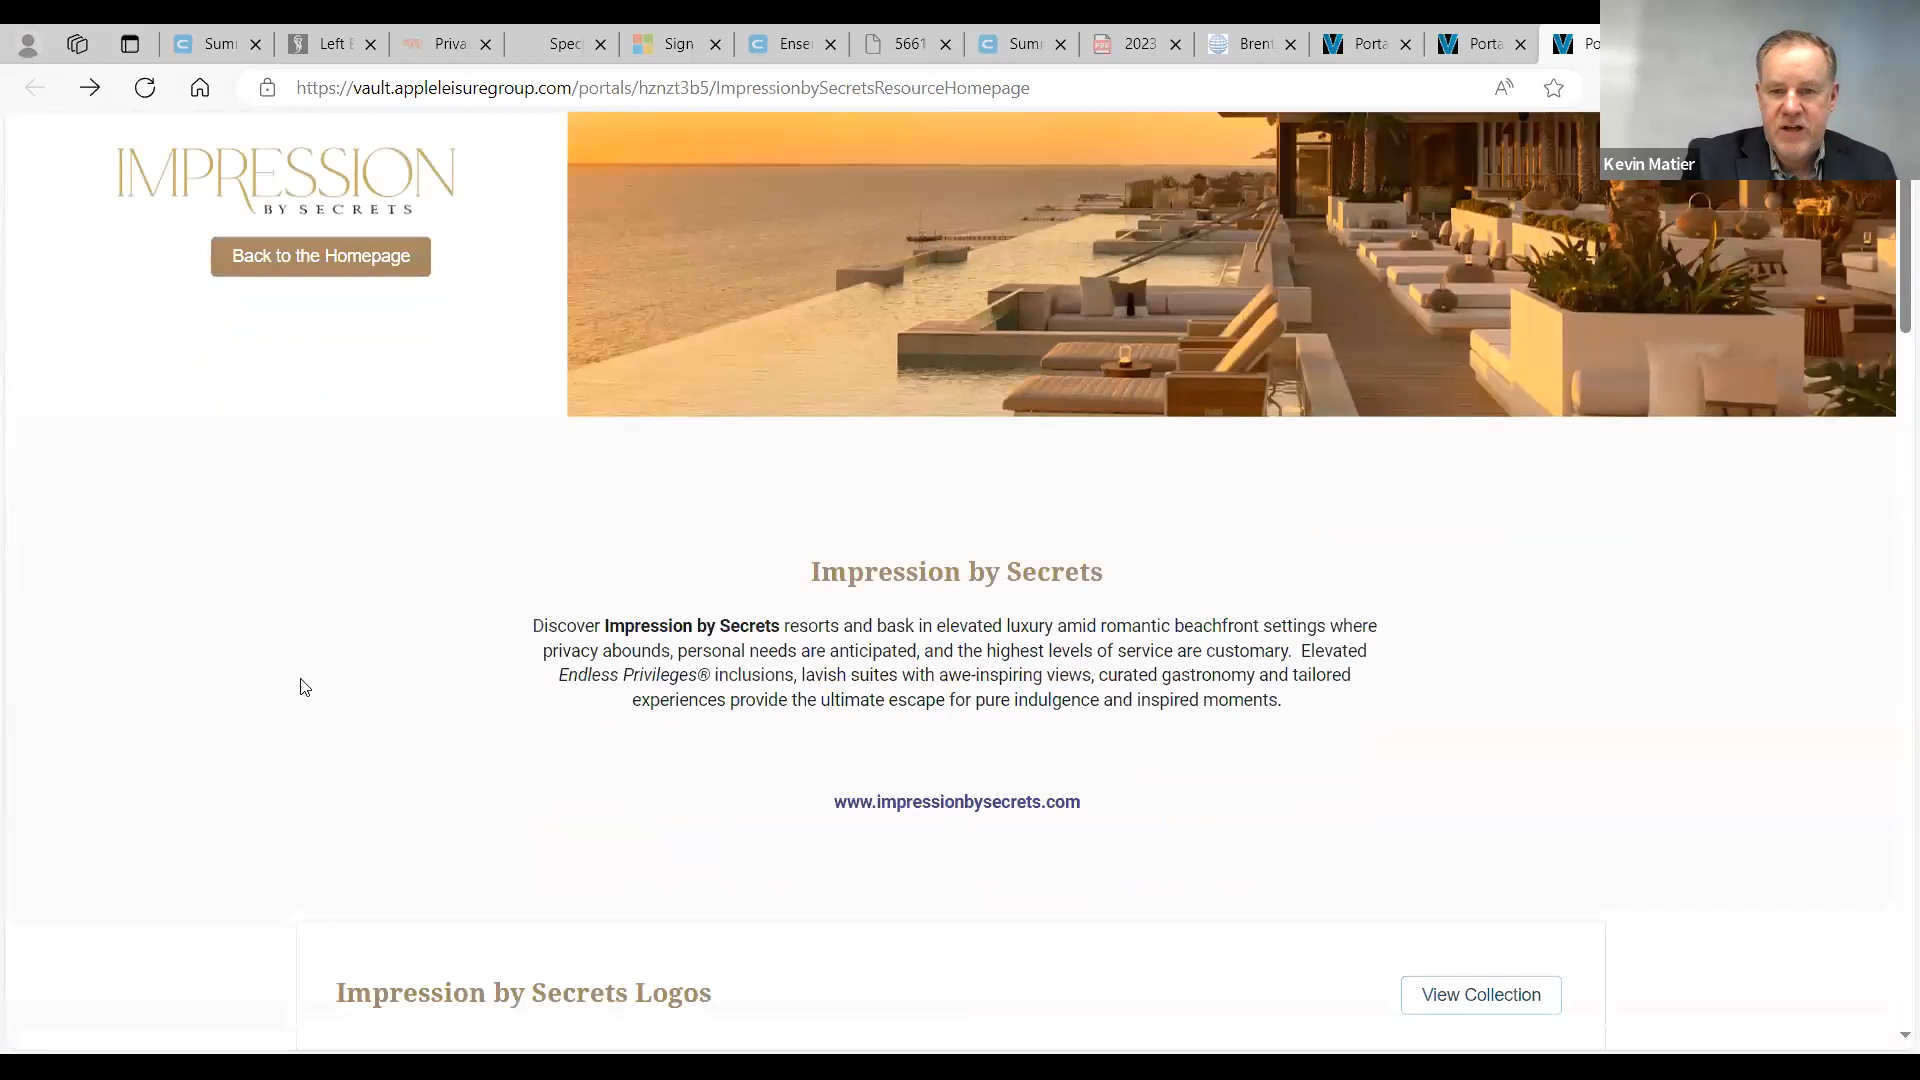 Sum
Left
Priva
Spec
Sign
Ense
5661
Sum
2023
Brent
Porta
Porta
Po
https://vault.appleleisuregroup.com/portals/hznzt3b5/ImpressionbySecretsResourceHomepage
Kevin Matier
IMPRESSION
BY SECRETS
Back to the Homepage
Impression by Secrets
Discover Impression by Secrets resorts and bask in elevated luxury amid romantic beachfront settings where
privacy abounds, personal needs are anticipated, and the highest levels of service are customary. Elevated
Endless Privileges® inclusions, lavish suites with awe-inspiring views, curated gastronomy and tailored
experiences provide the ultimate escape for pure indulgence and inspired moments.
www.impressionbysecrets.com
Impression by Secrets Logos
View Collection